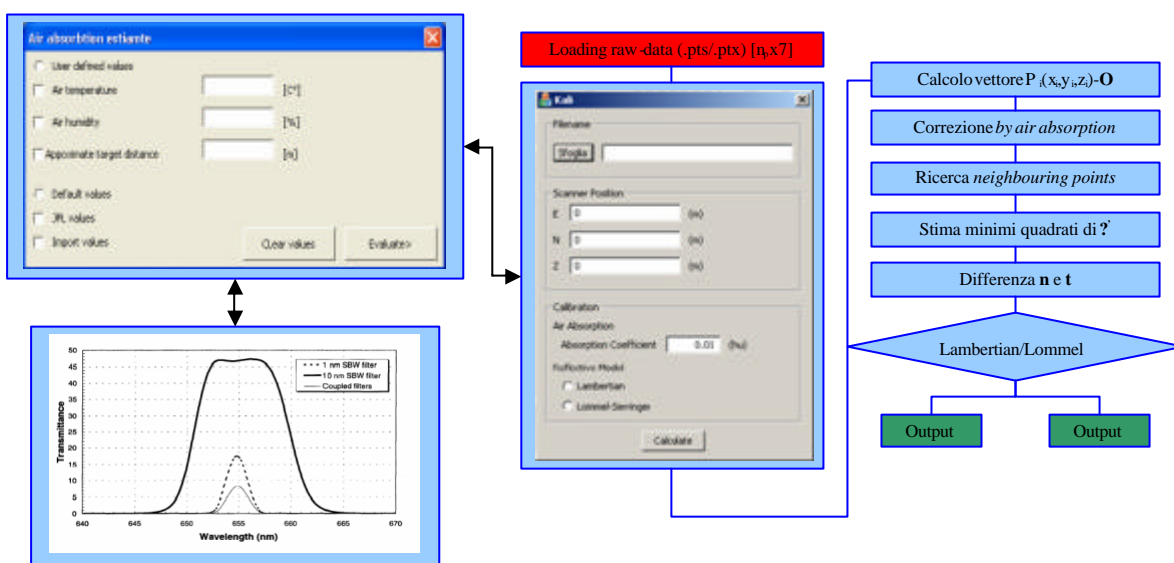 Air absorbtion estiamte
User defined values
Air temperature
[C°]
Air humidity
[%]
Approximate target distance
[m]
Default values
JPL values
Import values
Clear values
Evaluate>
Transmittance
50
45
40
35
30
25
20
15
10
5
0
1 nm SBW filter
10 nm SBW filter
Coupled filters
640
645
650
655
660
665
670
Wavelength (nm)
Loading raw-data (.pts/.ptx) [npx7]
Kali
Filename
Sfoglia
Scanner Position
E 0 (m)
N 0 (m)
Z 0 (m)
Calibration
Air Absorption
Absorption Coefficient 0.01
Reflective Model
Lambertian
Lommel-Seeringer
Calculate
Calcolo vettore P i(xi,yi,zi)-O
Correzione by air absorption
Ricerca neighbouring points
Stima minimi quadrati di ?'
Differenza n e t
Lambertian/Lommel
Output
Output